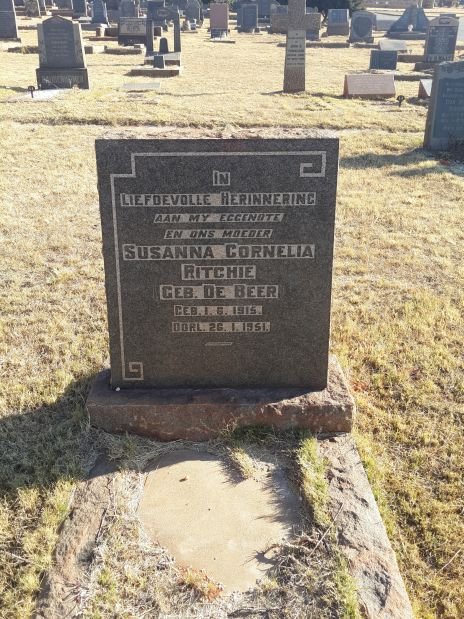 IN
LIEFDEVOLLE HERINNERING
AAN MY EGGENOTE
EN ONS MOEDER
SUSANNA CORNELIA
RITCHIE
(GEB. DE BEER)
GEB. 1. 6. 1915.
OORL. 26. 1. 1951.